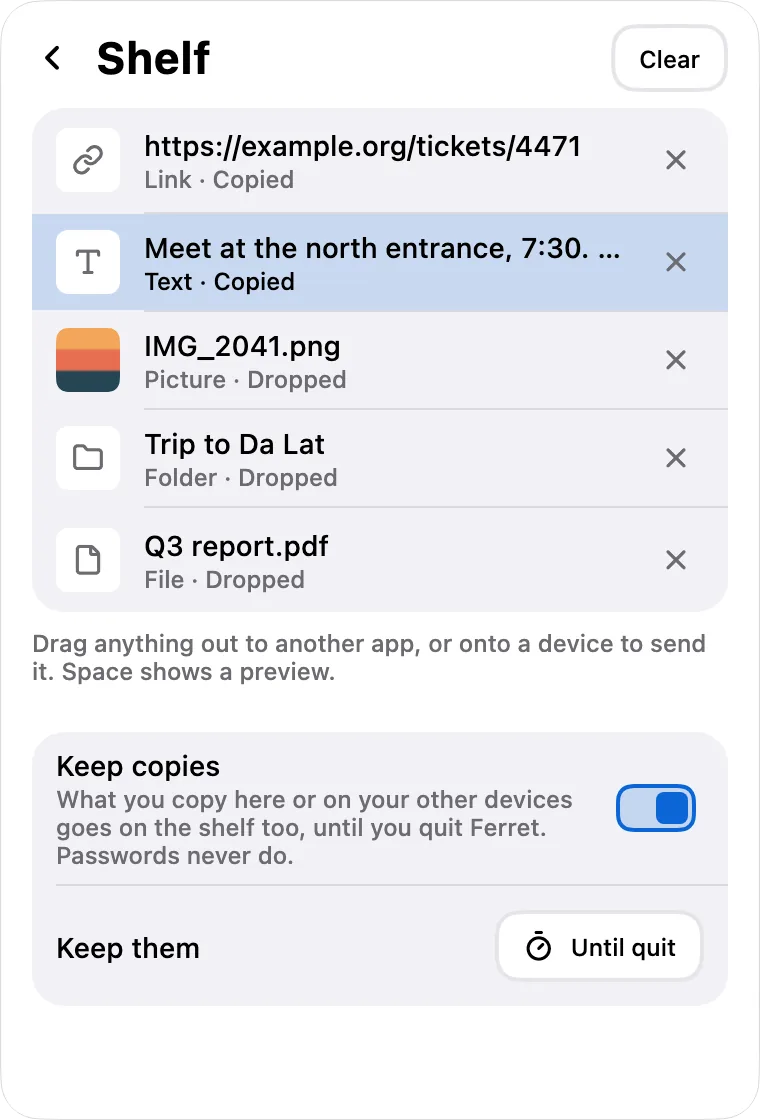 Shelf
Clear
https://example.org/tickets/4471
Link · Copied
T
Meet at the north entrance, 7:30. ...
Text · Copied
IMG_2041.png
Picture · Dropped
Trip to Da Lat
Folder · Dropped
Q3 report.pdf
File · Dropped
Drag anything out to another app, or onto a device to send
it. Space shows a preview.
Keep copies
What you copy here or on your other devices
goes on the shelf too, until you quit Ferret.
Passwords never do.
Keep them
Until quit